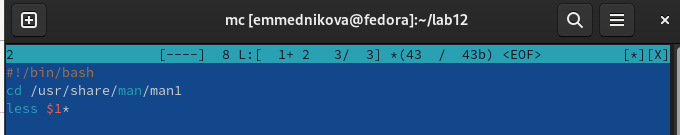 mc [emmednikova@fedora]:~/lab12
2 [----] 8 L:[ 1+ 2 3/ 3] *(43 / 43b) <EOF> [*][X]
#!/bin/bash
cd /usr/share/man/man1
less $1*